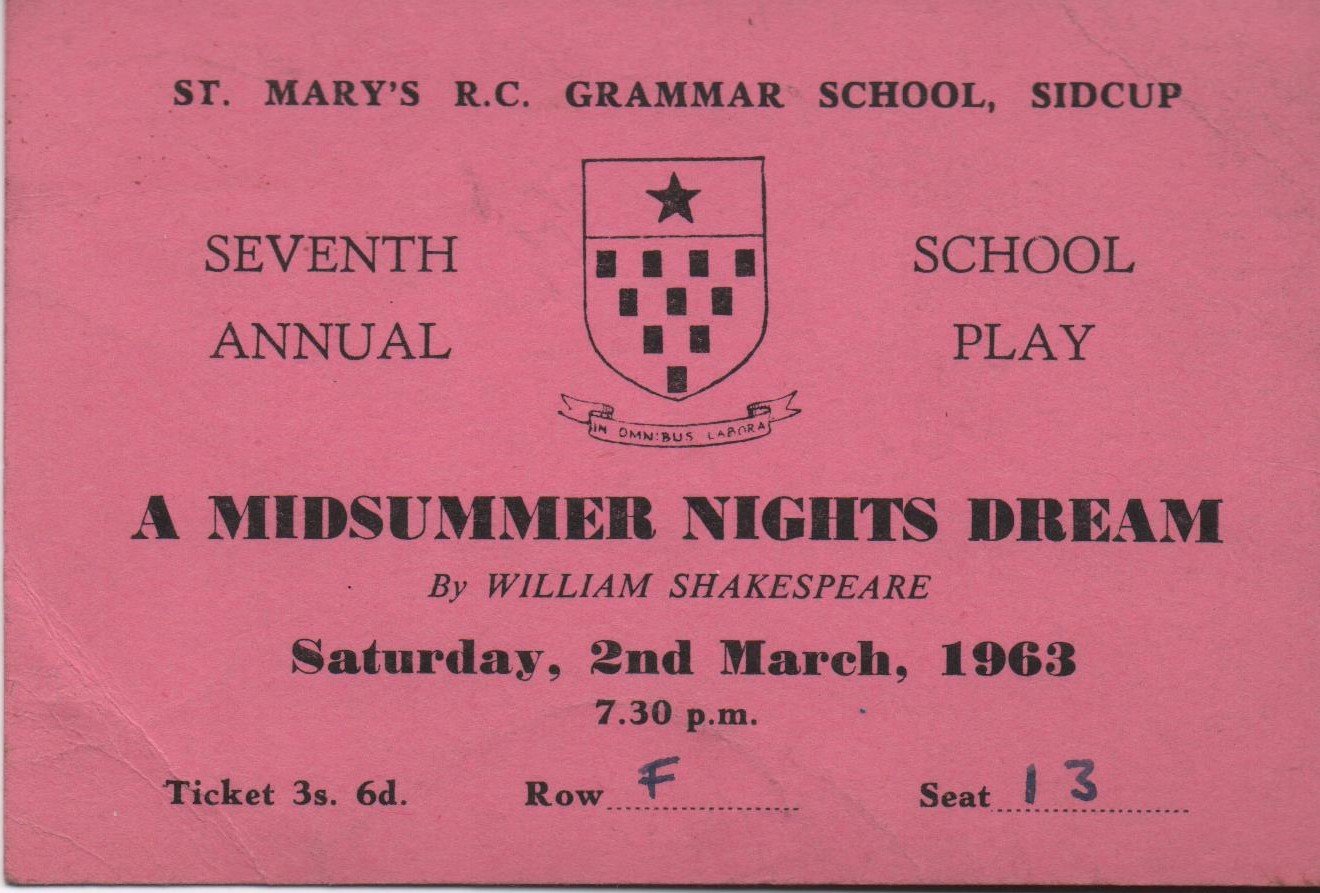 ST. MARY'S R.C. GRAMMAR SCHOOL, SIDCUP
SEVENTH
ANNUAL
SCHOOL
PLAY
IN OMNIBUS LABORA
A MIDSUMMER NIGHTS DREAM
By WILLIAM SHAKESPEARE
Saturday, 2nd March, 1963
7.30 p.m.
Ticket 3s. 6d. Row F Seat 13